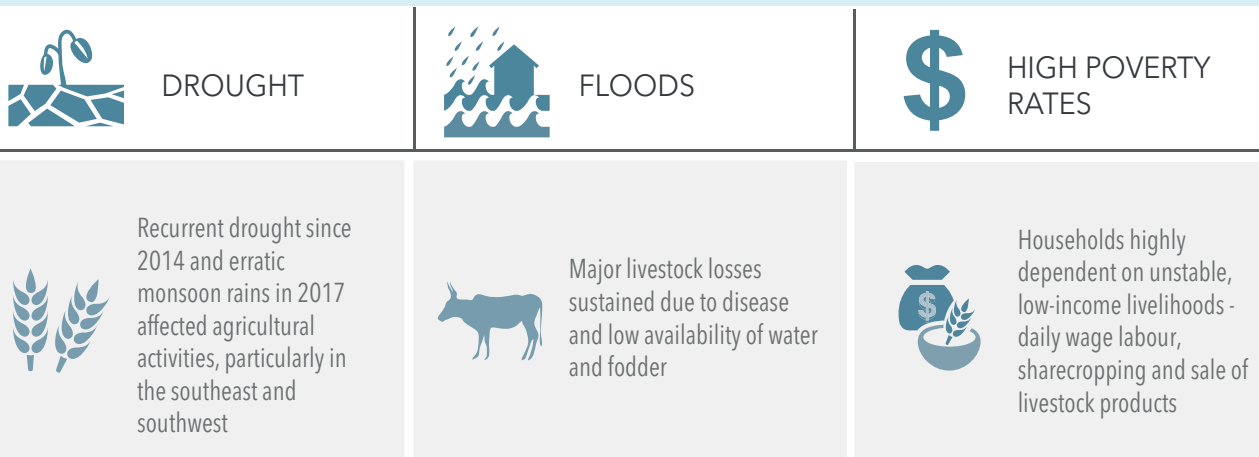 DROUGHT
FLOODS
$
HIGH POVERTY
RATES
Recurrent drought since
2014 and erratic
monsoon rains in 2017
affected agricultural
activities, particularly in
the southeast and
southwest
Major livestock losses
sustained due to disease
and low availability of water
and fodder
$
Households highly
dependent on unstable,
low-income livelihoods -
daily wage labour,
sharecropping and sale of
livestock products